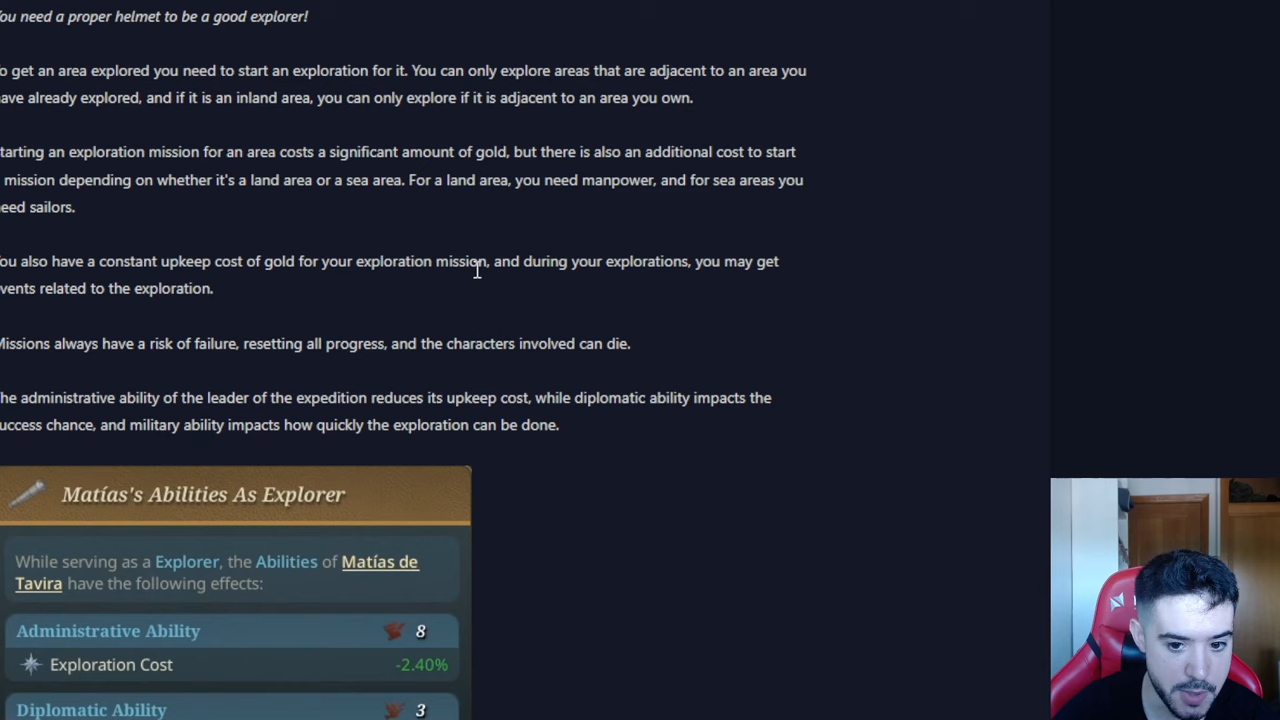 ou need a proper helmet to be a good explorer!
o get an area explored you need to start an exploration for it. You can only explore areas that are adjacent to an area you
ave already explored, and if it is an inland area, you can only explore if it is adjacent to an area you own.
tarting an exploration mission for an area costs a significant amount of gold, but there is also an additional cost to start
mission depending on whether it's a land area or a sea area. For a land area, you need manpower, and for sea areas you
eed sailors.
ou also have a constant upkeep cost of gold for your exploration mission, and during your explorations, you may get
vents related to the exploration.
Missions always have a risk of failure, resetting all progress, and the characters involved can die.
he administrative ability of the leader of the expedition reduces its upkeep cost, while diplomatic ability impacts the
uccess chance, and military ability impacts how quickly the exploration can be done.
Matías's Abilities As Explorer
While serving as a Explorer, the Abilities of Matías de
Tavira have the following effects:
Administrative Ability 8
Exploration Cost -2.40%
Diplomatic Ability 3